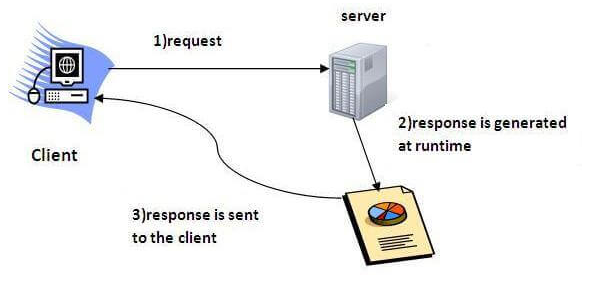 server
1)request
2)response is generated
at runtime
Client
3)response is sent
to the client